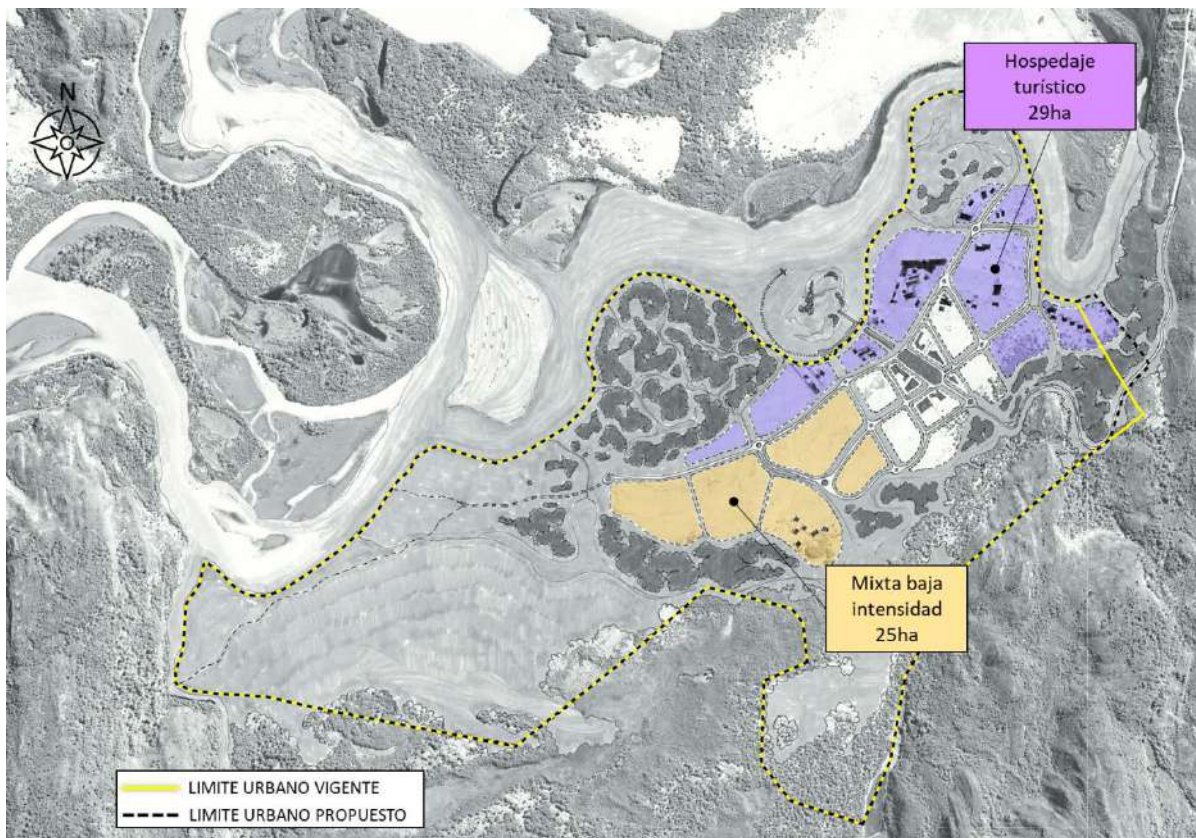 Hospedaje
turístico
29ha
N
Mixta baja
intensidad
25ha
LIMITE URBANO VIGENTE
LIMITE URBANO PROPUESTO